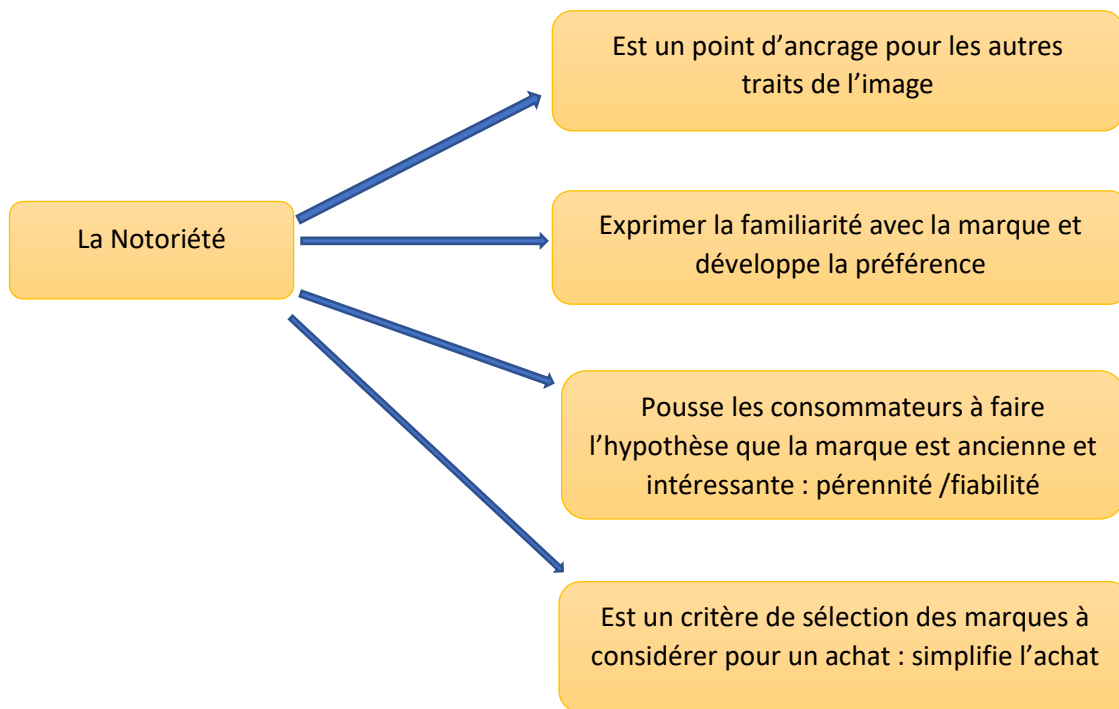 Est un point d’ancrage pour les autres
traits de l’image
La Notoriété
Exprimer la familiarité avec la marque et
développe la préférence
Pousse les consommateurs à faire
l’hypothèse que la marque est ancienne et
intéressante : pérennité /fiabilité
Est un critère de sélection des marques à
considérer pour un achat : simplifie l’achat